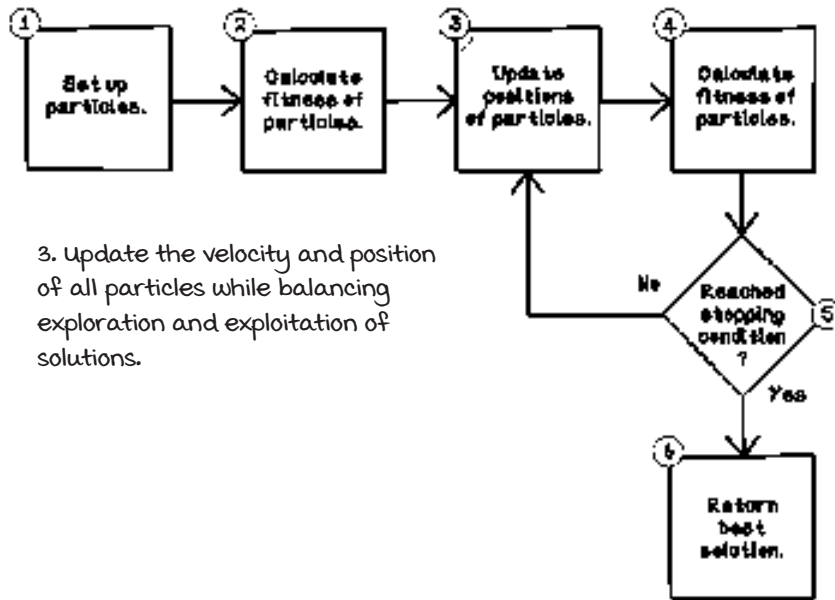 1
Set up
particles.
2
Calculate
fitness of
particles.
3
Update
positions
of particles.
4
Calculate
fitness of
particles.
3. Update the velocity and position
of all particles while balancing
exploration and exploitation of
solutions.
No
Reached
stopping
condition
?
5
Yes
6
Return
best
solution.